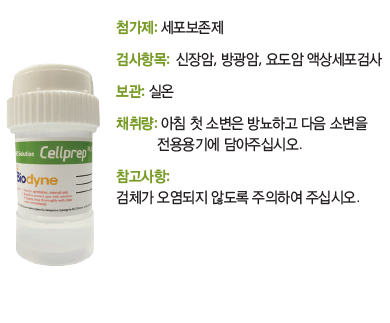 첨가제: 세포보존제
검사항목: 신장암, 방광암, 요도암 액상세포검사
보관: 실온
채취량: 아침 첫 소변은 방뇨하고 다음 소변을
전용용기에 담아주십시오.
참고사항:
검체가 오염되지 않도록 주의하여 주십시오.
Solution Cellprep
Biodyne